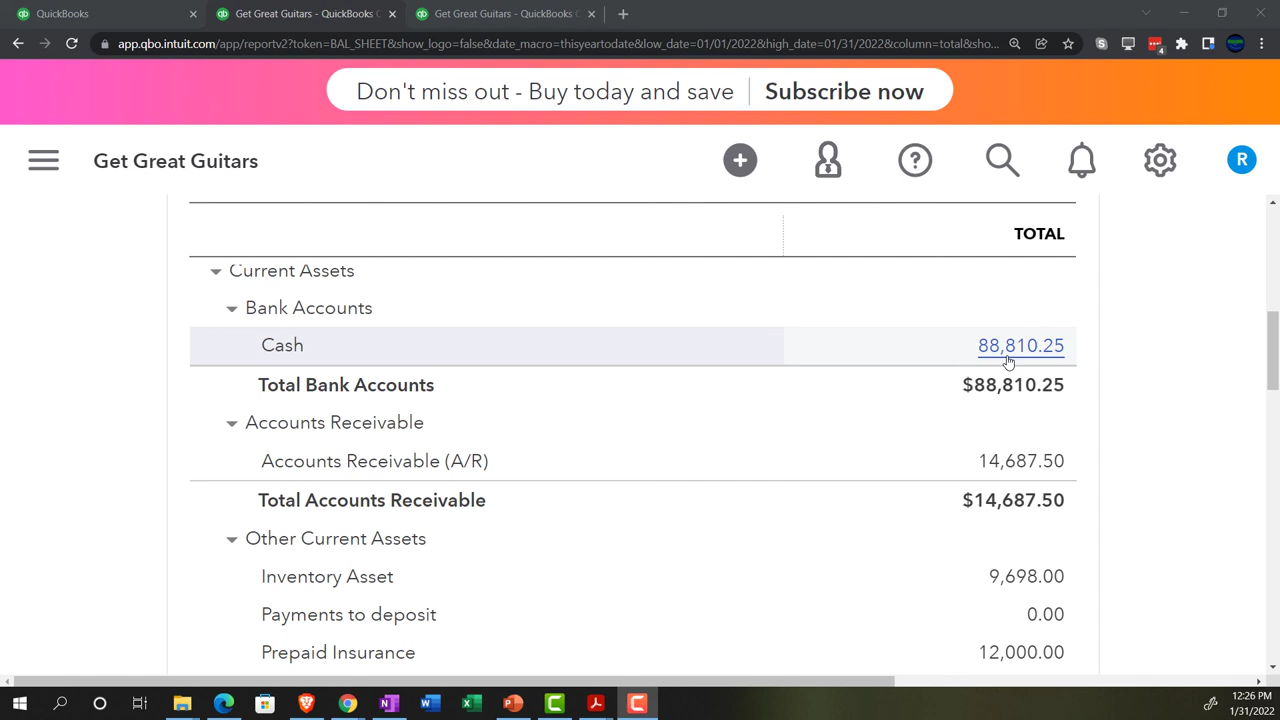 QuickBooks
Get Great Guitars - QuickBooks C
Get Great Guitars - QuickBooks C
app.qbo.intuit.com/app/reportv2?token=BAL_SHEET&show_logo=false&date_macro=thisyeartodate&low_date=01/01/2022&high_date=01/31/2022&column=total&sho...
4
Don't miss out - Buy today and save Subscribe now
Get Great Guitars
R
TOTAL
Current Assets
Bank Accounts
Cash 88,810.25
Total Bank Accounts $88,810.25
Accounts Receivable
Accounts Receivable (A/R) 14,687.50
Total Accounts Receivable $14,687.50
Other Current Assets
Inventory Asset 9,698.00
Payments to deposit 0.00
Prepaid Insurance 12,000.00
12:26 PM
1/31/2022